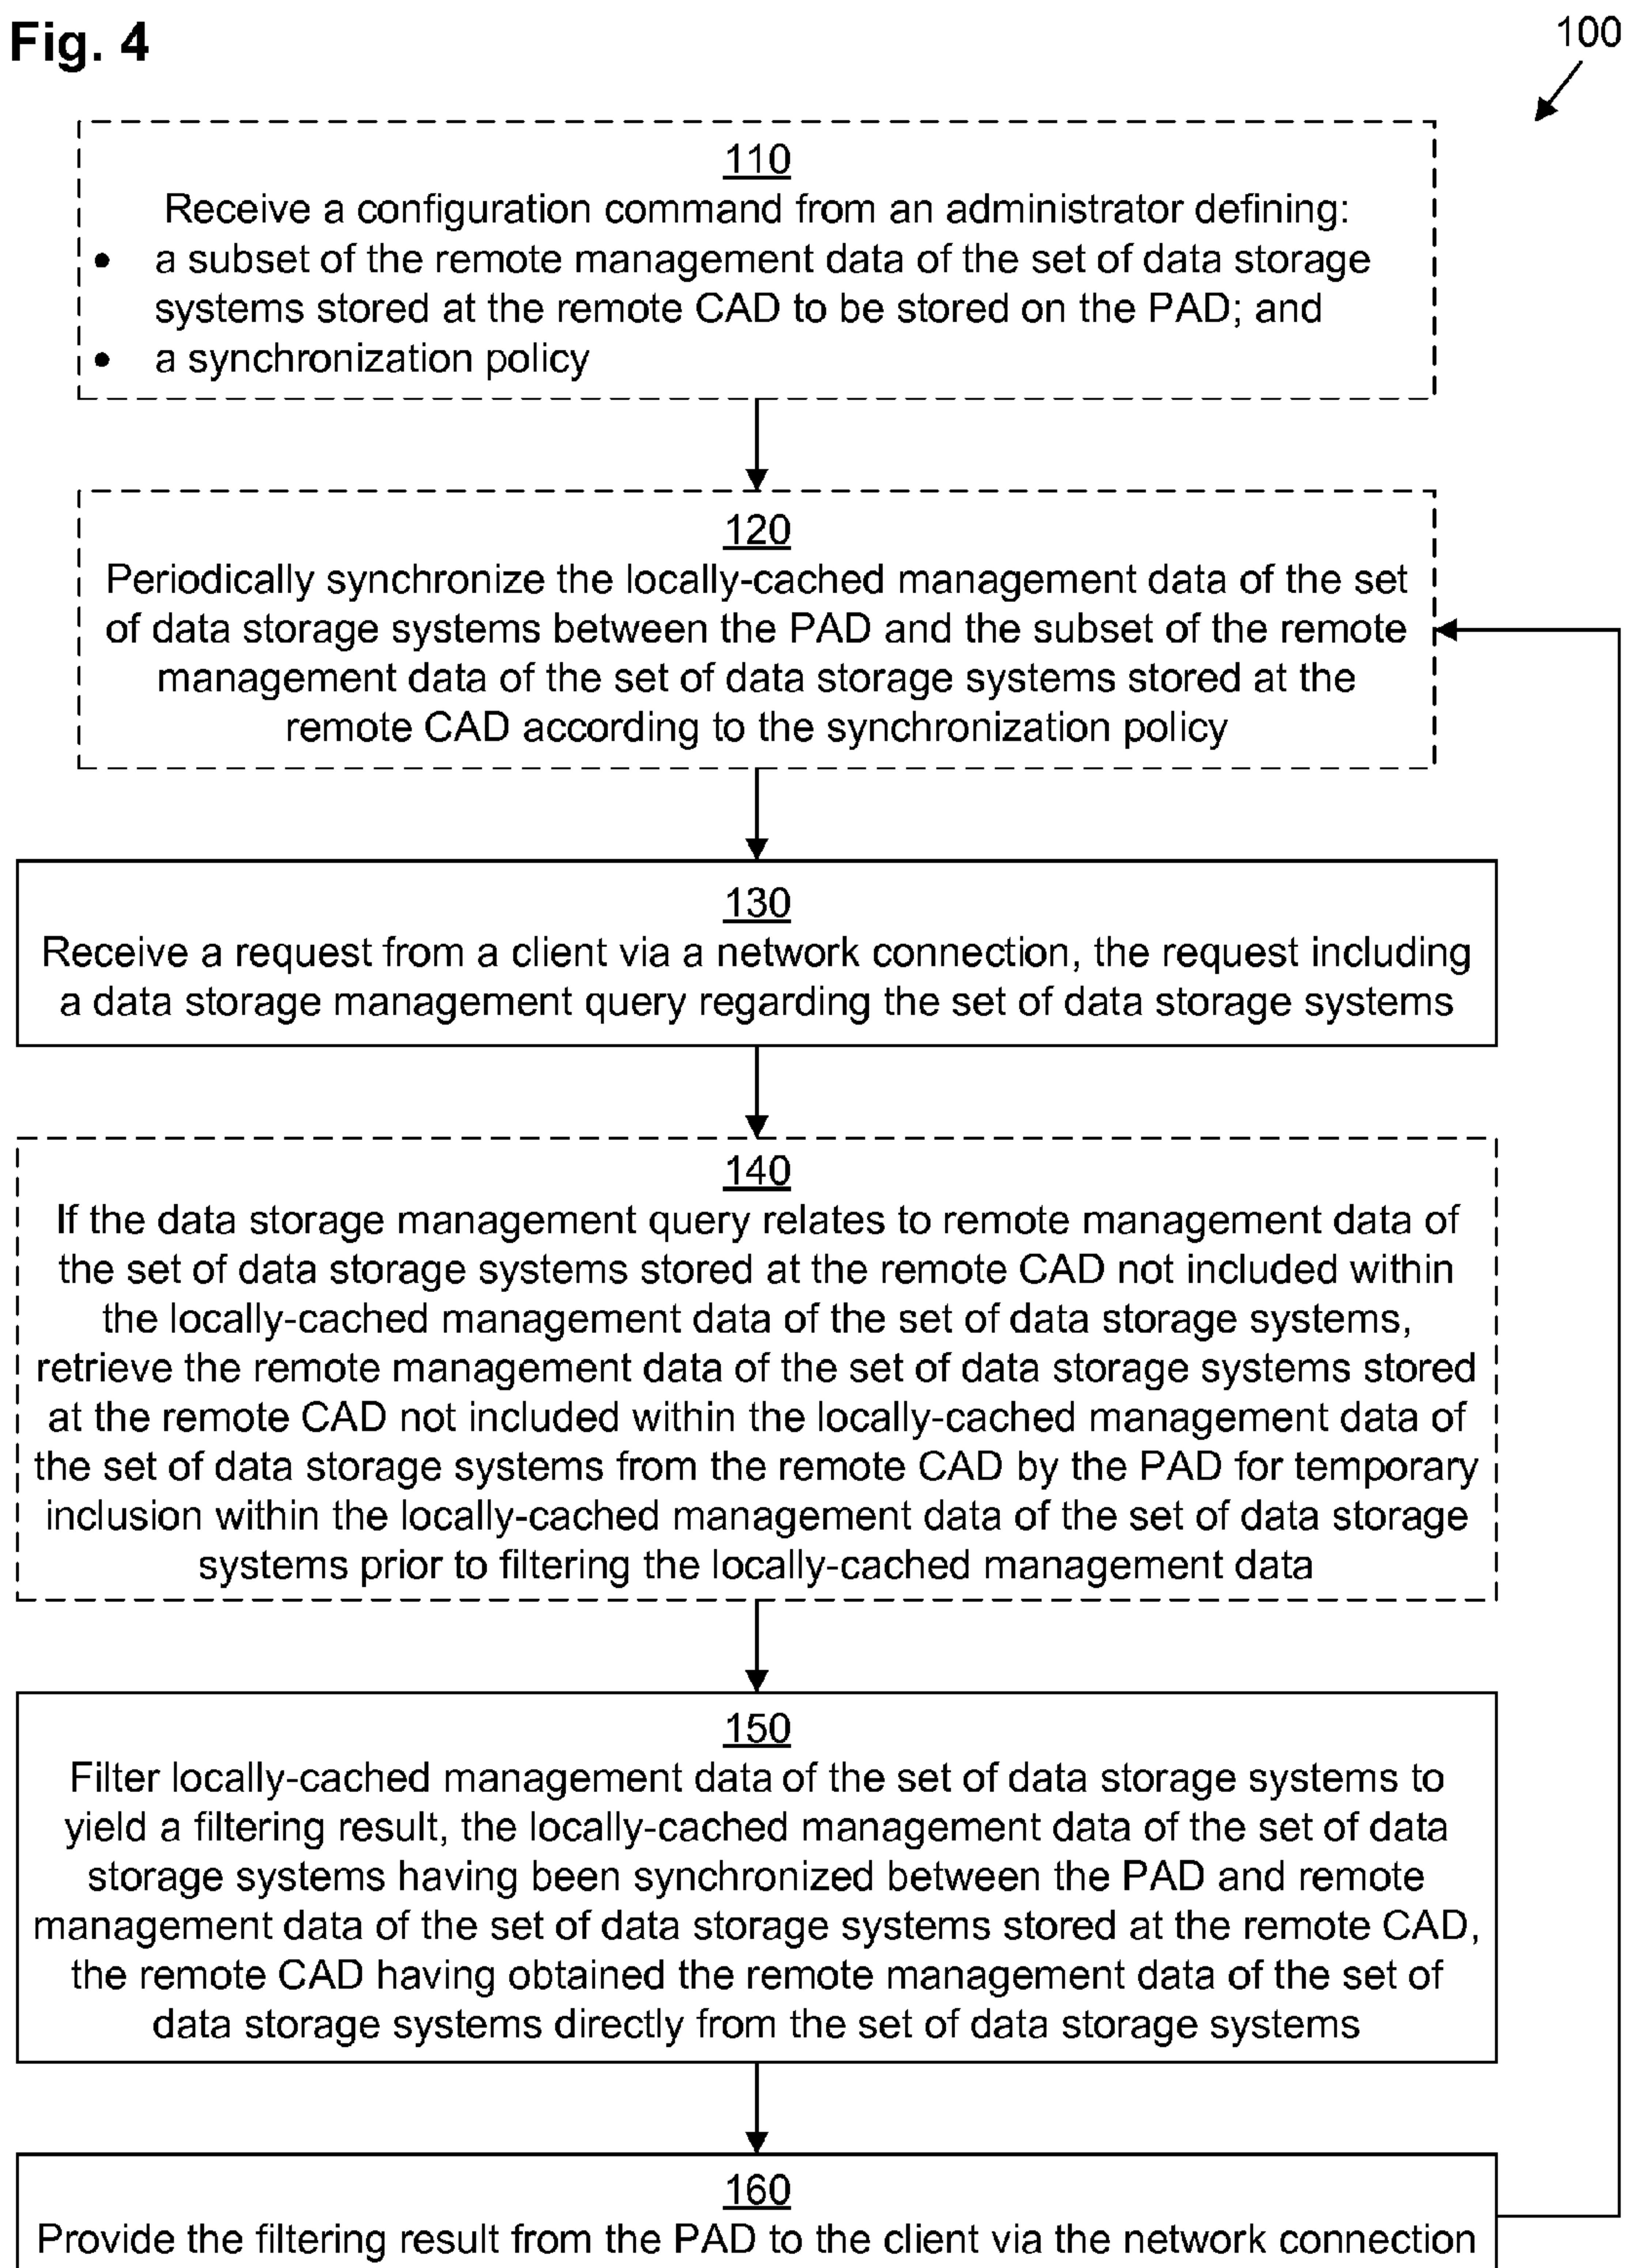 Fig. 4
100
110
Receive a configuration command from an administrator defining:
• a subset of the remote management data of the set of data storage
systems stored at the remote CAD to be stored on the PAD; and
• a synchronization policy
120
Periodically synchronize the locally-cached management data of the set
of data storage systems between the PAD and the subset of the remote
management data of the set of data storage systems stored at the
remote CAD according to the synchronization policy
130
Receive a request from a client via a network connection, the request including
a data storage management query regarding the set of data storage systems
140
If the data storage management query relates to remote management data of
the set of data storage systems stored at the remote CAD not included within
the locally-cached management data of the set of data storage systems,
retrieve the remote management data of the set of data storage systems stored
at the remote CAD not included within the locally-cached management data of
the set of data storage systems from the remote CAD by the PAD for temporary
inclusion within the locally-cached management data of the set of data storage
systems prior to filtering the locally-cached management data
150
Filter locally-cached management data of the set of data storage systems to
yield a filtering result, the locally-cached management data of the set of data
storage systems having been synchronized between the PAD and remote
management data of the set of data storage systems stored at the remote CAD,
the remote CAD having obtained the remote management data of the set of
data storage systems directly from the set of data storage systems
160
Provide the filtering result from the PAD to the client via the network connection